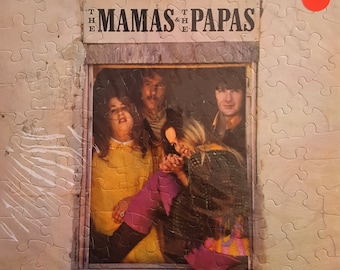 THE MAMAS & THE PAPAS